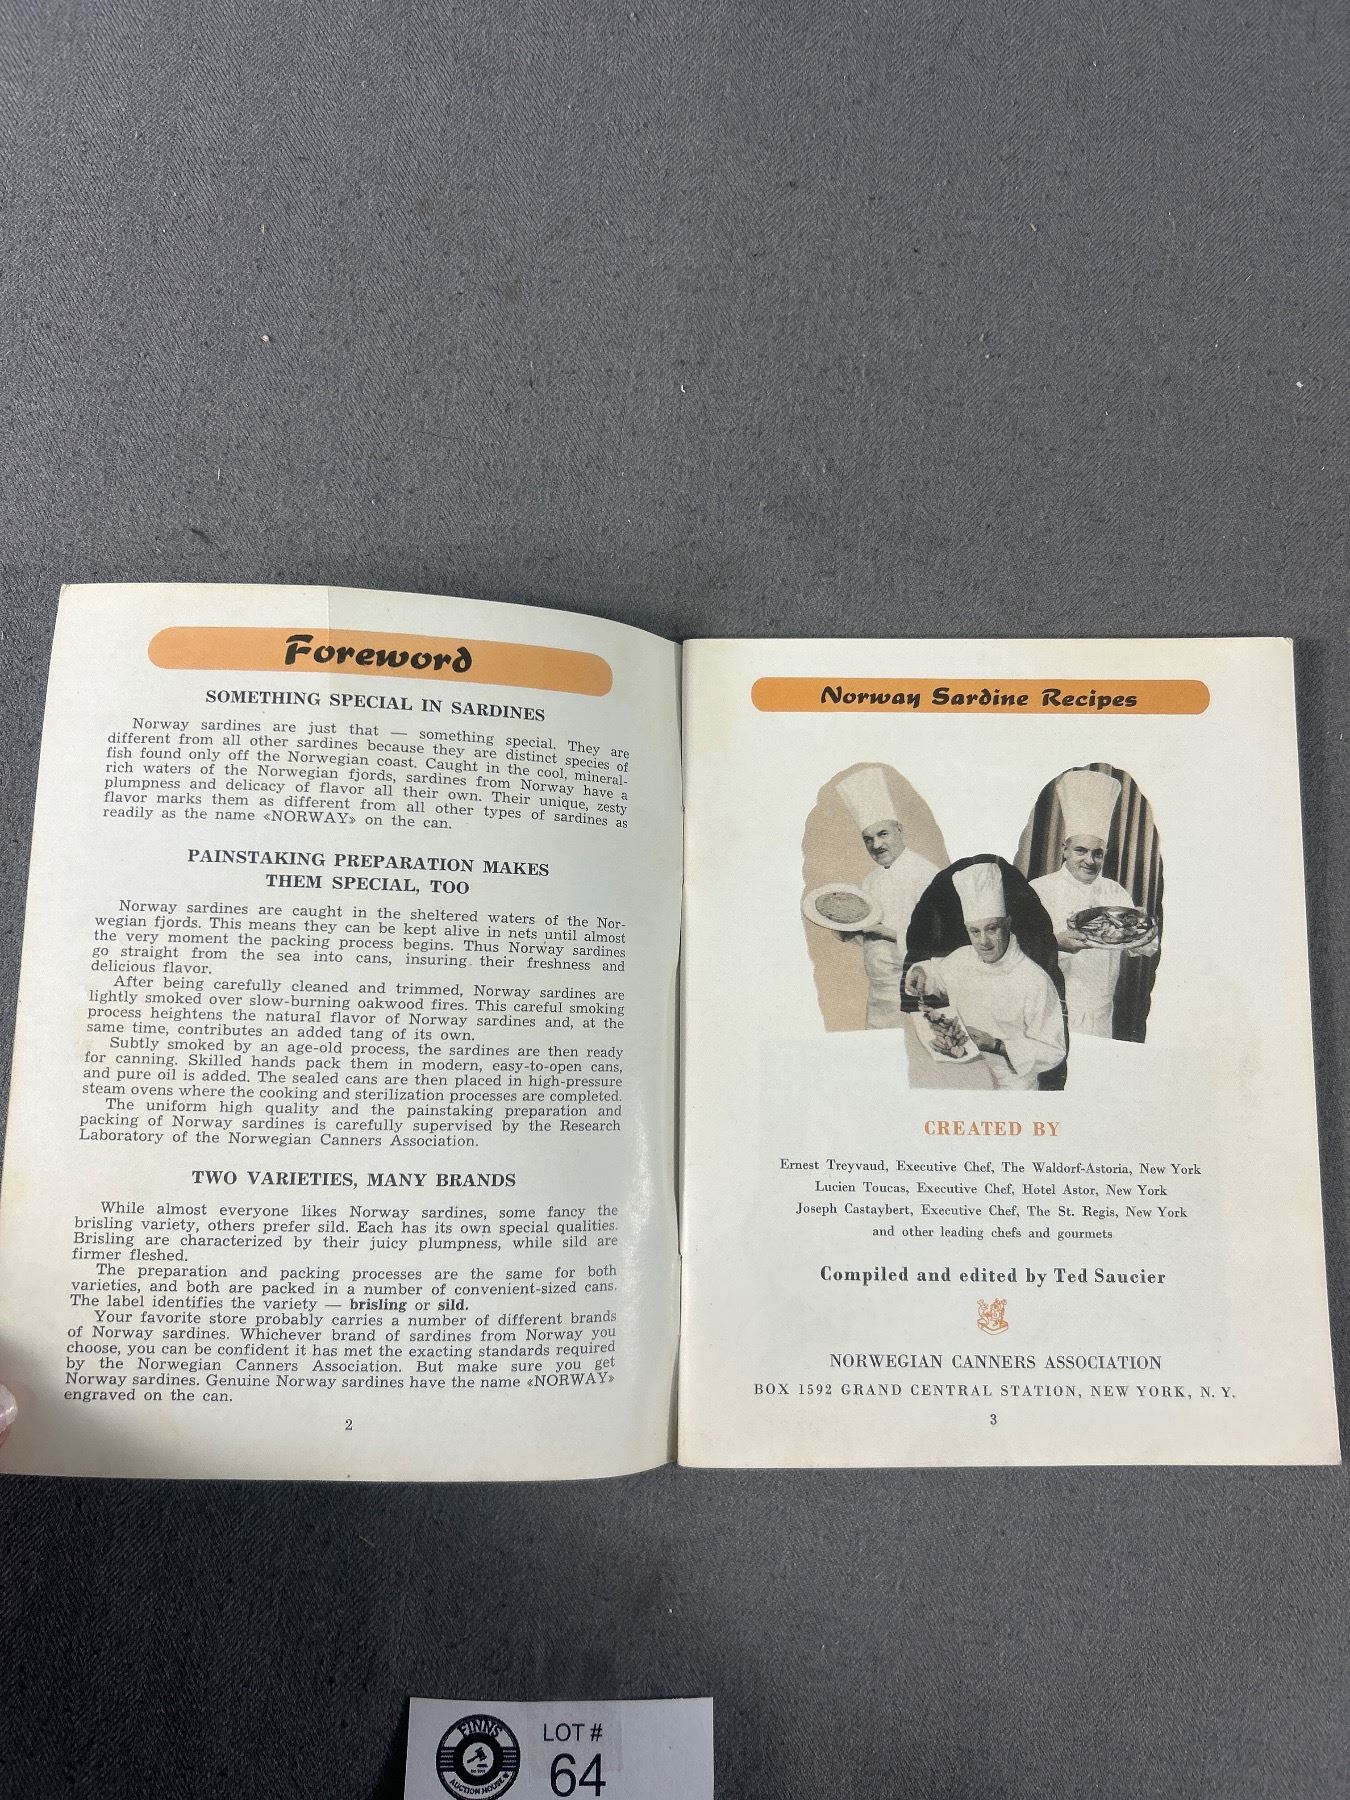 Foreword
SOMETHING SPECIAL IN SARDINES
Norway sardines are just that — something special. They are
different from all other sardines because they are distinct species of
fish found only off the Norwegian coast. Caught in the cool, mineral-
rich waters of the Norwegian fjords, sardines from Norway have a
plumpness and delicacy of flavor all their own. Their unique, zesty
flavor marks them as different from all other types of sardines as
readily as the name «NORWAY» on the can.
PAINSTAKING PREPARATION MAKES
THEM SPECIAL, TOO
Norway sardines are caught in the sheltered waters of the Nor-
wegian fjords. This means they can be kept alive in nets until almost
the very moment the packing process begins. Thus Norway sardines
go straight from the sea into cans, insuring their freshness and
delicious flavor.
After being carefully cleaned and trimmed, Norway sardines are
lightly smoked over slow-burning oakwood fires. This careful smoking
process heightens the natural flavor of Norway sardines and, at the
same time, contributes an added tang of its own.
Subtly smoked by an age-old process, the sardines are then ready
for canning. Skilled hands pack them in modern, easy-to-open cans,
and pure oil is added. The sealed cans are then placed in high-pressure
steam ovens where the cooking and sterilization processes are completed.
The uniform high quality and the painstaking preparation and
packing of Norway sardines is carefully supervised by the Research
Laboratory of the Norwegian Canners Association.
TWO VARIETIES, MANY BRANDS
While almost everyone likes Norway sardines, some fancy the
brisling variety, others prefer sild. Each has its own special qualities.
Brisling are characterized by their juicy plumpness, while sild are
firmer fleshed.
The preparation and packing processes are the same for both
varieties, and both are packed in a number of convenient-sized cans.
The label identifies the variety — brisling or sild.
Your favorite store probably carries a number of different brands
of Norway sardines. Whichever brand of sardines from Norway you
choose, you can be confident it has met the exacting standards required
by the Norwegian Canners Association. But make sure you get
Norway sardines. Genuine Norway sardines have the name «NORWAY»
engraved on the can.
2
Norway Sardine Recipes
CREATED BY
Ernest Treyvaud, Executive Chef, The Waldorf-Astoria, New York
Lucien Toucas, Executive Chef, Hotel Astor, New York
Joseph Castaybert, Executive Chef, The St. Regis, New York
and other leading chefs and gourmets
Compiled and edited by Ted Saucier
NORWEGIAN CANNERS ASSOCIATION
BOX 1592 GRAND CENTRAL STATION, NEW YORK, N. Y.
3
FINNS
AUCTION HOUSE
LOT #
64